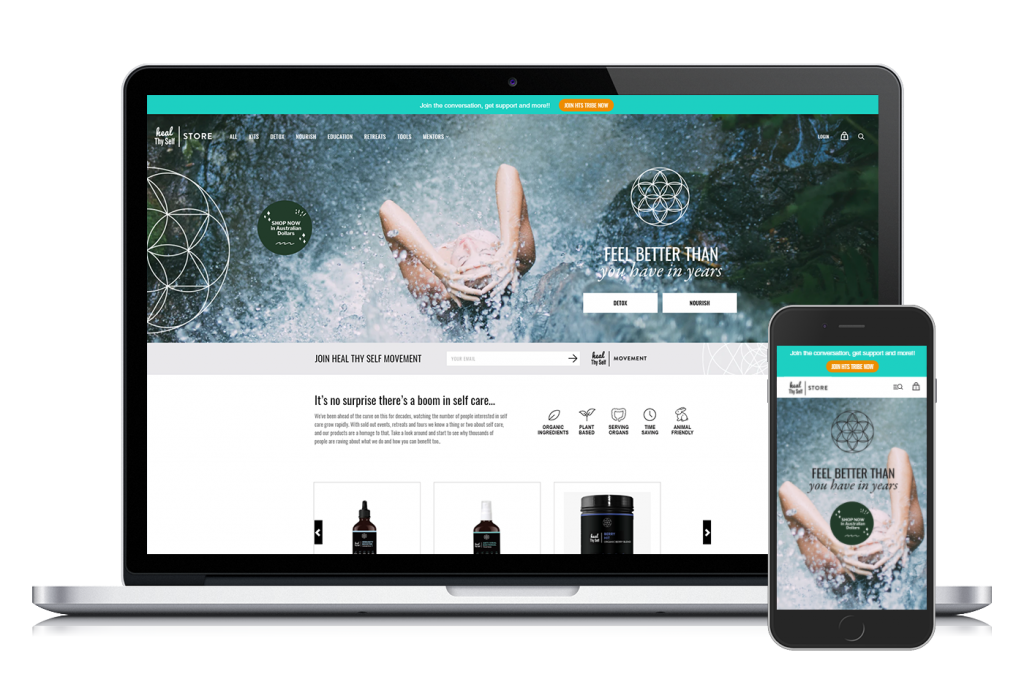 Join the conversation, get support and more!! JOIN HTS TRIBE NOW
heal
Thy Self
STORE
ALL KITS DETOX NOURISH EDUCATION RETREATS TOOLS MENTORS
LOGIN
SHOP NOW
in Australian
Dollars
FEEL BETTER THAN
you have in years
DETOX NOURISH
JOIN HEAL THY SELF MOVEMENT
YOUR EMAIL
heal
Thy Self
MOVEMENT
It's no surprise there's a boom in self care...
We've been ahead of the curve on this for decades, watching the number of people interested in self
care grow rapidly. With sold out events, retreats and tours we know a thing or two about self care,
and our products are a homage to that. Take a look around and start to see why thousands of
people are raving about what we do and how you can benefit too..
ORGANIC
INGREDIENTS
PLANT
BASED
SERVING
ORGANS
TIME
SAVING
ANIMAL
FRIENDLY
heal
Thy Self
Join the conversation, get support and more!!
JOIN HTS TRIBE NOW
heal
Thy Self
STORE
FEEL BETTER THAN
you have in years
SHOP NOW
in Australian
Dollars